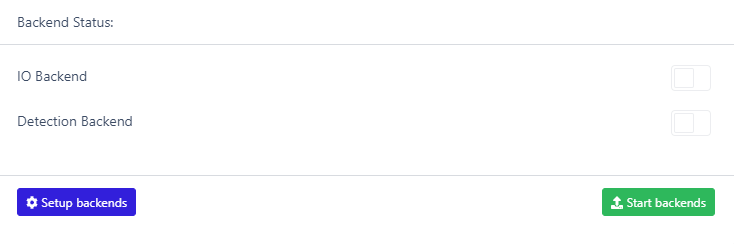 Backend Status:
IO Backend
Detection Backend
Setup backends
Start backends